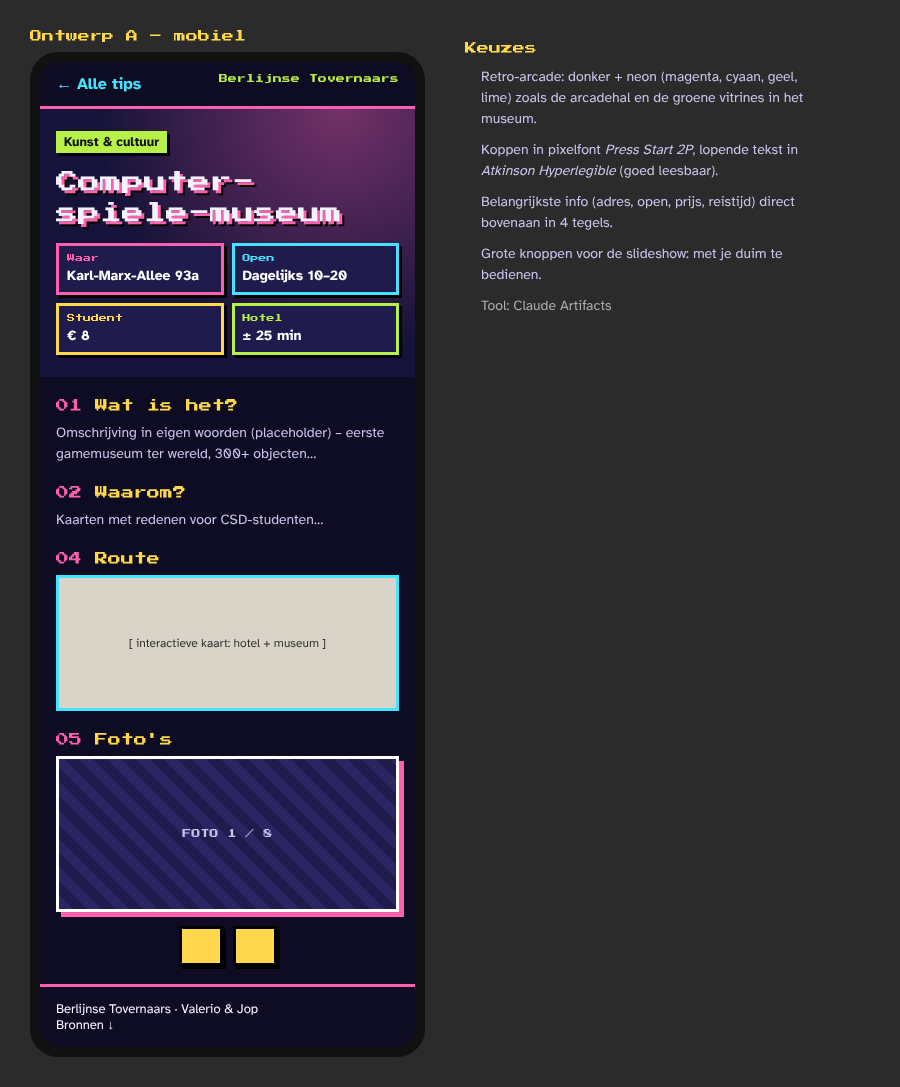 Ontwerp A — mobiel
← Alle tips
Berlijnse Tovernaars
Kunst & cultuur
Computer-
spiele-museum
Waar
Karl-Marx-Allee 93a
Open
Dagelijks 10–20
Student
€ 8
Hotel
± 25 min
01 Wat is het?
Omschrijving in eigen woorden (placeholder) – eerste
gamemuseum ter wereld, 300+ objecten…
02 Waarom?
Kaarten met redenen voor CSD-studenten…
04 Route
[ interactieve kaart: hotel + museum ]
05 Foto's
FOTO 1 / 8
Berlijnse Tovernaars · Valerio & Jop
Bronnen ↓
Keuzes
Retro-arcade: donker + neon (magenta, cyaan, geel,
lime) zoals de arcadehal en de groene vitrines in het
museum.
Koppen in pixelfont Press Start 2P, lopende tekst in
Atkinson Hyperlegible (goed leesbaar).
Belangrijkste info (adres, open, prijs, reistijd) direct
bovenaan in 4 tegels.
Grote knoppen voor de slideshow: met je duim te
bedienen.
Tool: Claude Artifacts